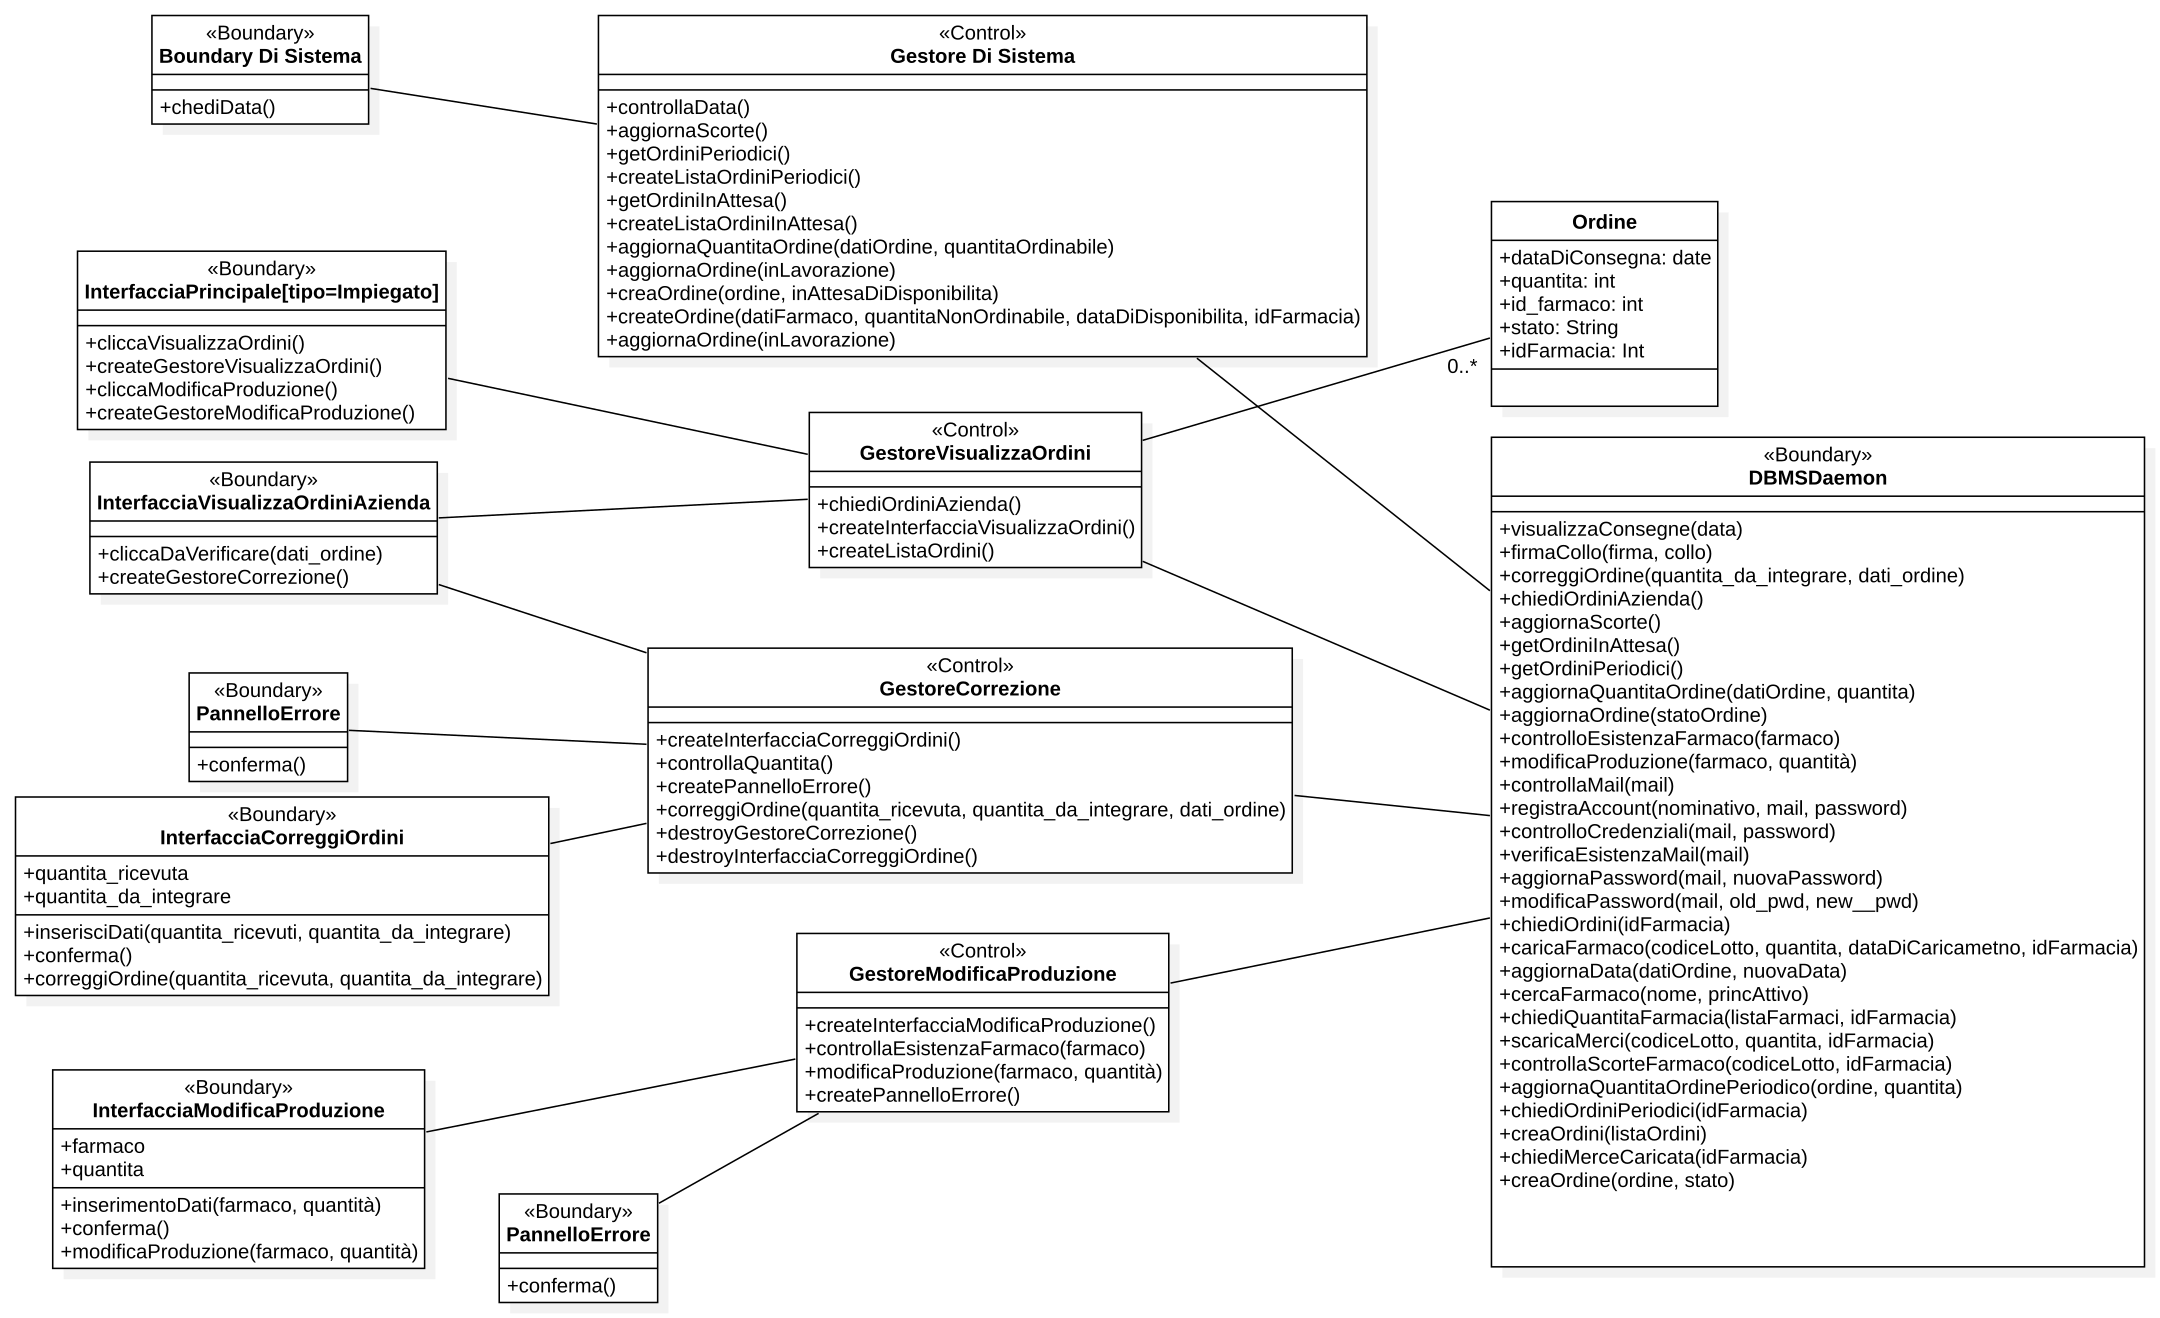 «Boundary»
Boundary Di Sistema
+chediData()
«Control»
Gestore Di Sistema
+controllaData()
+aggiornaScorte()
+getOrdiniPeriodici()
+createListaOrdiniPeriodici()
+getOrdiniInAttesa()
+createListaOrdiniInAttesa()
+aggiornaQuantitaOrdine(datiOrdine, quantitaOrdinabile)
+aggiornaOrdine(inLavorazione)
+creaOrdine(ordine, inAttesaDiDisponibilita)
+createOrdine(datiFarmaco, quantitaNonOrdinabile, dataDiDisponibilita, idFarmacia)
+aggiornaOrdine(inLavorazione)
Ordine
+dataDiConsegna: date
+quantita: int
+id_farmaco: int
+stato: String
+idFarmacia: Int
0..*
«Boundary»
InterfacciaPrincipale[tipo=Impiegato]
+cliccaVisualizzaOrdini()
+createGestoreVisualizzaOrdini()
+cliccaModificaProduzione()
+createGestoreModificaProduzione()
«Control»
GestoreVisualizzaOrdini
+chiediOrdiniAzienda()
+createInterfacciaVisualizzaOrdini()
+createListaOrdini()
«Boundary»
InterfacciaVisualizzaOrdiniAzienda
+cliccaDaVerificare(dati_ordine)
+createGestoreCorrezione()
«Boundary»
DBMSDaemon
+visualizzaConsegne(data)
+firmaCollo(firma, collo)
+correggiOrdine(quantita_da_integrare, dati_ordine)
+chiediOrdiniAzienda()
+aggiornaScorte()
+getOrdiniInAttesa()
+getOrdiniPeriodici()
+aggiornaQuantitaOrdine(datiOrdine, quantita)
+aggiornaOrdine(statoOrdine)
+controlloEsistenzaFarmaco(farmaco)
+modificaProduzione(farmaco, quantità)
+controllaMail(mail)
+registraAccount(nominativo, mail, password)
+controlloCredenziali(mail, password)
+verificaEsistenzaMail(mail)
+aggiornaPassword(mail, nuovaPassword)
+modificaPassword(mail, old_pwd, new__pwd)
+chiediOrdini(idFarmacia)
+caricaFarmaco(codiceLotto, quantita, dataDiCaricametno, idFarmacia)
+aggiornaData(datiOrdine, nuovaData)
+cercaFarmaco(nome, princAttivo)
+chiediQuantitaFarmacia(listaFarmaci, idFarmacia)
+scaricaMerci(codiceLotto, quantita, idFarmacia)
+controllaScorteFarmaco(codiceLotto, idFarmacia)
+aggiornaQuantitaOrdinePeriodico(ordine, quantita)
+chiediOrdiniPeriodici(idFarmacia)
+creaOrdini(listaOrdini)
+chiediMerceCaricata(idFarmacia)
+creaOrdine(ordine, stato)
«Control»
GestoreCorrezione
+createInterfacciaCorreggiOrdini()
+controllaQuantita()
+createPannelloErrore()
+correggiOrdine(quantita_ricevuta, quantita_da_integrare, dati_ordine)
+destroyGestoreCorrezione()
+destroyInterfacciaCorreggiOrdine()
«Boundary»
PannelloErrore
+conferma()
«Boundary»
InterfacciaCorreggiOrdini
+quantita_ricevuta
+quantita_da_integrare
+inserisciDati(quantita_ricevuti, quantita_da_integrare)
+conferma()
+correggiOrdine(quantita_ricevuta, quantita_da_integrare)
«Control»
GestoreModificaProduzione
+createInterfacciaModificaProduzione()
+controllaEsistenzaFarmaco(farmaco)
+modificaProduzione(farmaco, quantità)
+createPannelloErrore()
«Boundary»
InterfacciaModificaProduzione
+farmaco
+quantita
+inserimentoDati(farmaco, quantità)
+conferma()
+modificaProduzione(farmaco, quantità)
«Boundary»
PannelloErrore
+conferma()